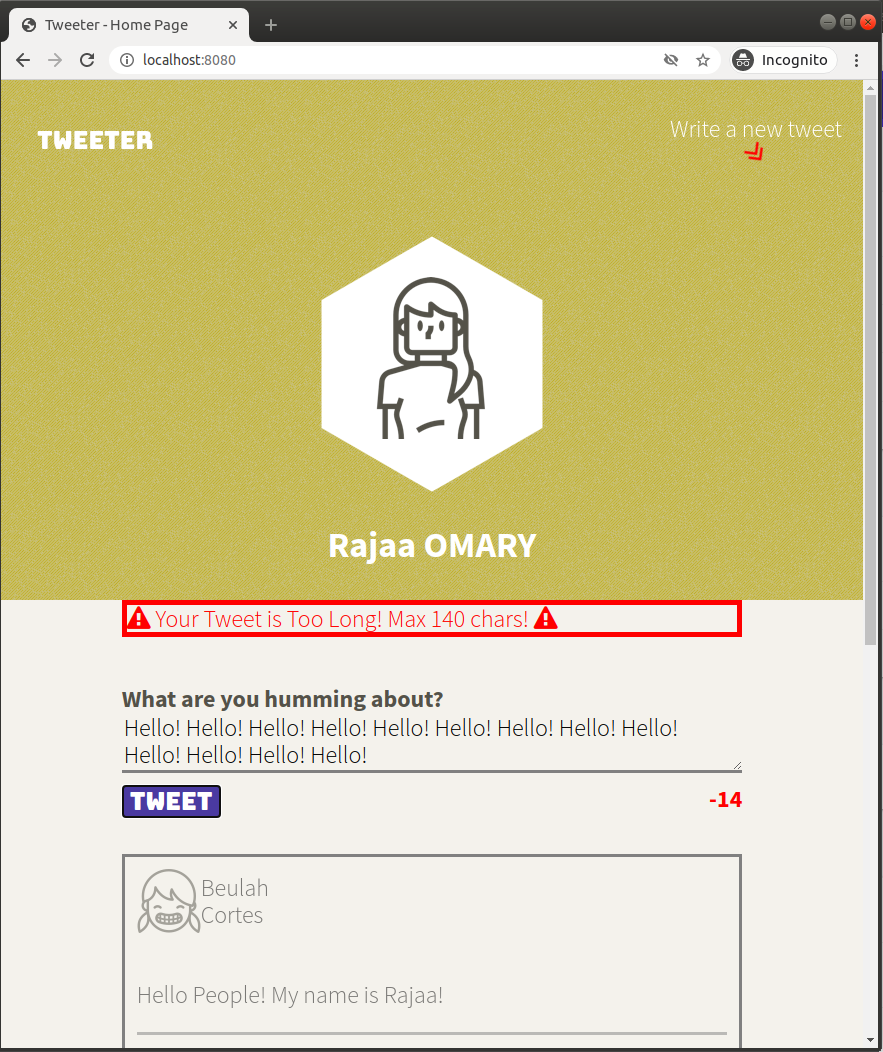 Tweeter - Home Page
localhost:8080
Incognito
TWEETER
Write a new tweet
Rajaa OMARY
Your Tweet is Too Long! Max 140 chars!
What are you humming about?
Hello! Hello! Hello! Hello! Hello! Hello! Hello! Hello! Hello!
Hello! Hello! Hello! Hello!
TWEET
-14
Beulah
Cortes
Hello People! My name is Rajaa!